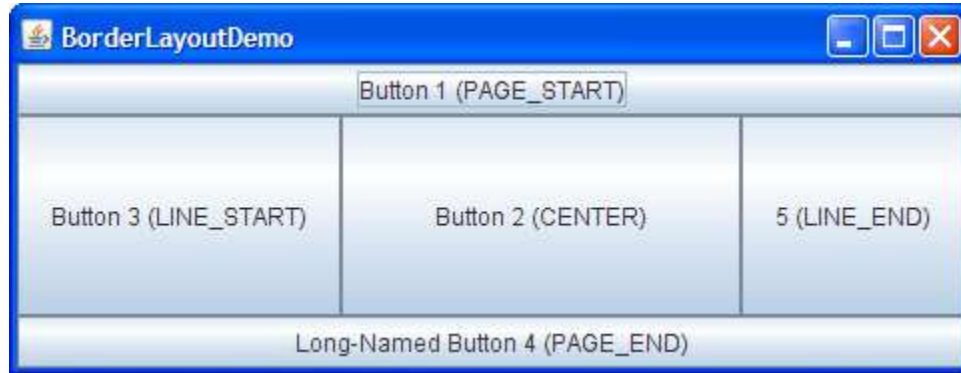 BorderLayoutDemo
Button 1 (PAGE_START)
Button 3 (LINE_START)
Button 2 (CENTER)
5 (LINE_END)
Long-Named Button 4 (PAGE_END)